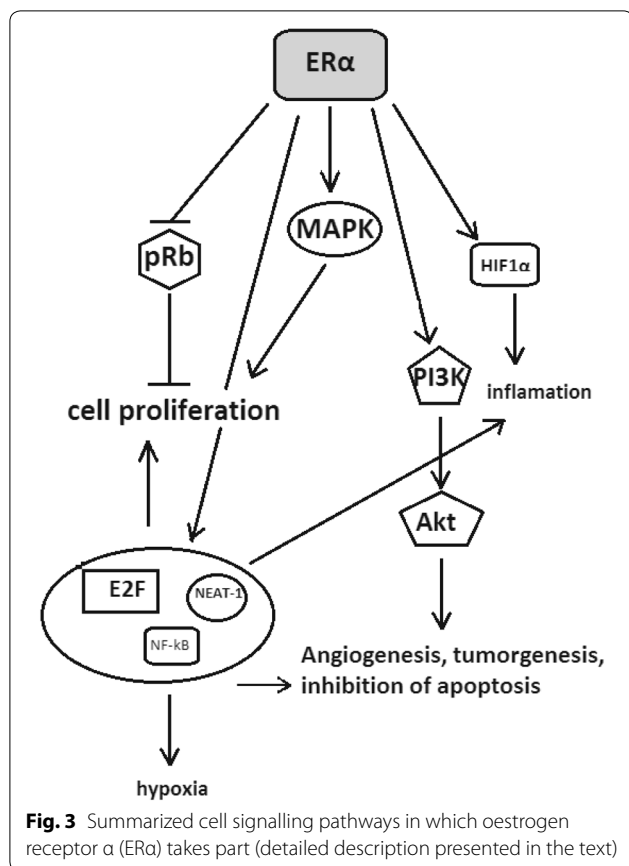 ERα
MAPK
pRb
HIF1α
PI3K
inflamation
cell proliferation
Akt
E2F
NEAT-1
NF-kB
Angiogenesis, tumorgenesis,
inhibition of apoptosis
hypoxia
Fig. 3 Summarized cell signalling pathways in which oestrogen
receptor α (ERα) takes part (detailed description presented in the text)